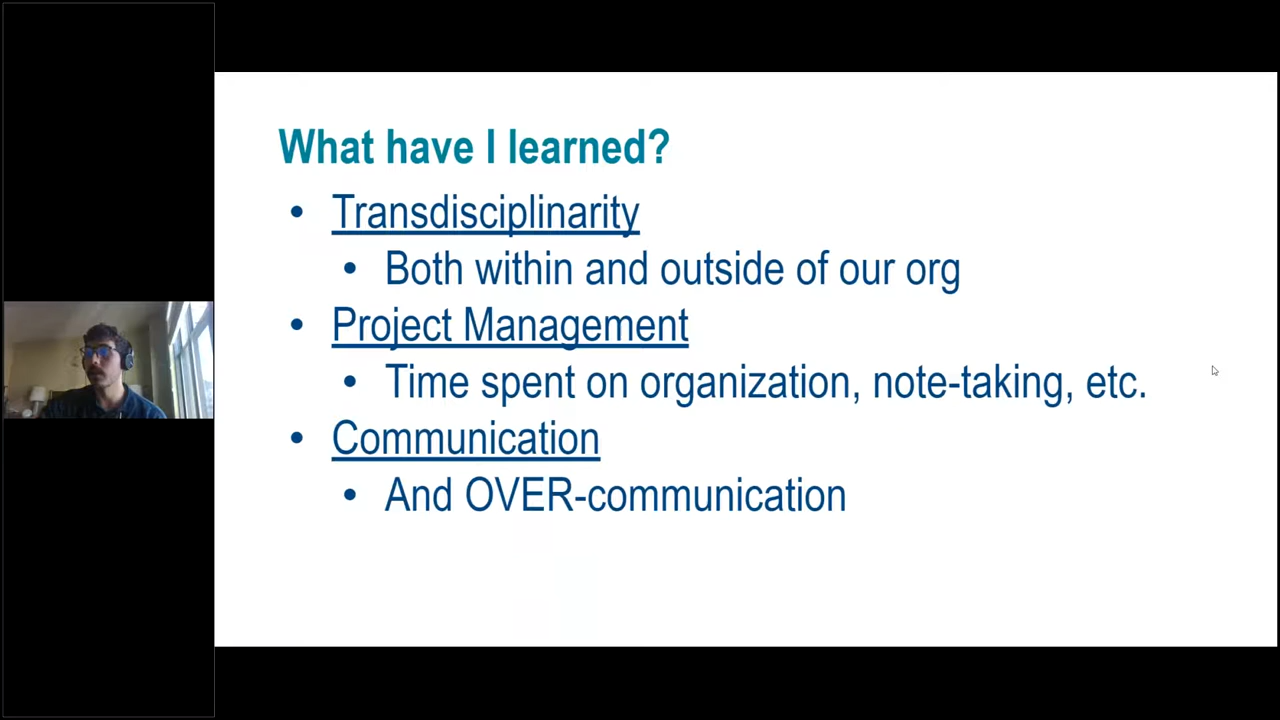 What have I learned?
• Transdisciplinarity
• Both within and outside of our org
• Project Management
• Time spent on organization, note-taking, etc.
• Communication
• And OVER-communication